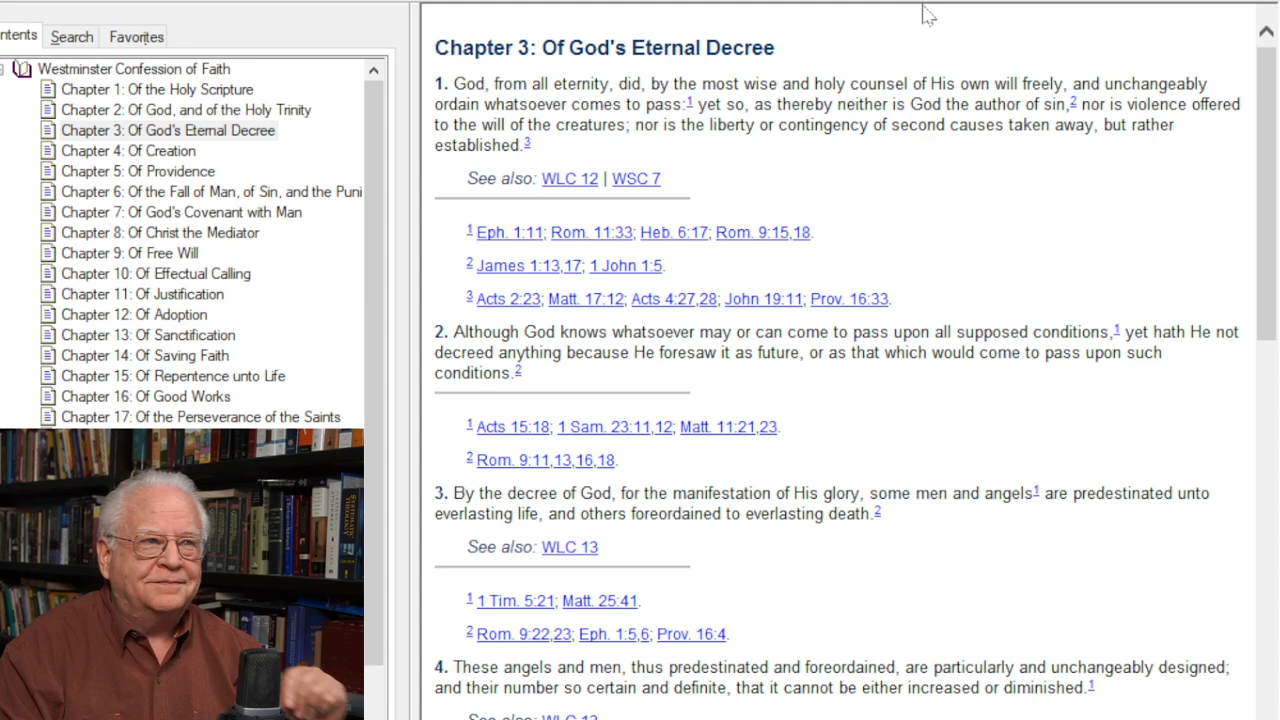 ntents Search Favorites
Westminster Confession of Faith
Chapter 1: Of the Holy Scripture
Chapter 2: Of God, and of the Holy Trinity
Chapter 3: Of God's Eternal Decree
Chapter 4: Of Creation
Chapter 5: Of Providence
Chapter 6: Of the Fall of Man, of Sin, and the Puni
Chapter 7: Of God's Covenant with Man
Chapter 8: Of Christ the Mediator
Chapter 9: Of Free Will
Chapter 10: Of Effectual Calling
Chapter 11: Of Justification
Chapter 12: Of Adoption
Chapter 13: Of Sanctification
Chapter 14: Of Saving Faith
Chapter 15: Of Repentence unto Life
Chapter 16: Of Good Works
Chapter 17: Of the Perseverance of the Saints
Chapter 3: Of God's Eternal Decree
1. God, from all eternity, did, by the most wise and holy counsel of His own will freely, and unchangeably
ordain whatsoever comes to pass:1 yet so, as thereby neither is God the author of sin,2 nor is violence offered
to the will of the creatures; nor is the liberty or contingency of second causes taken away, but rather
established.3
See also: WLC 12 | WSC 7
1 Eph. 1:11; Rom. 11:33; Heb. 6:17; Rom. 9:15,18.
2 James 1:13,17; 1 John 1:5.
3 Acts 2:23; Matt. 17:12; Acts 4:27,28; John 19:11; Prov. 16:33.
2. Although God knows whatsoever may or can come to pass upon all supposed conditions,1 yet hath He not
decreed anything because He foresaw it as future, or as that which would come to pass upon such
conditions.2
1 Acts 15:18; 1 Sam. 23:11,12; Matt. 11:21,23.
2 Rom. 9:11,13,16,18.
3. By the decree of God, for the manifestation of His glory, some men and angels1 are predestinated unto
everlasting life, and others foreordained to everlasting death.2
See also: WLC 13
1 1 Tim. 5:21; Matt. 25:41.
2 Rom. 9:22,23; Eph. 1:5,6; Prov. 16:4.
4. These angels and men, thus predestinated and foreordained, are particularly and unchangeably designed;
and their number so certain and definite, that it cannot be either increased or diminished.1
See also: WLC 13
SYSTEMATIC
THEOLOGY